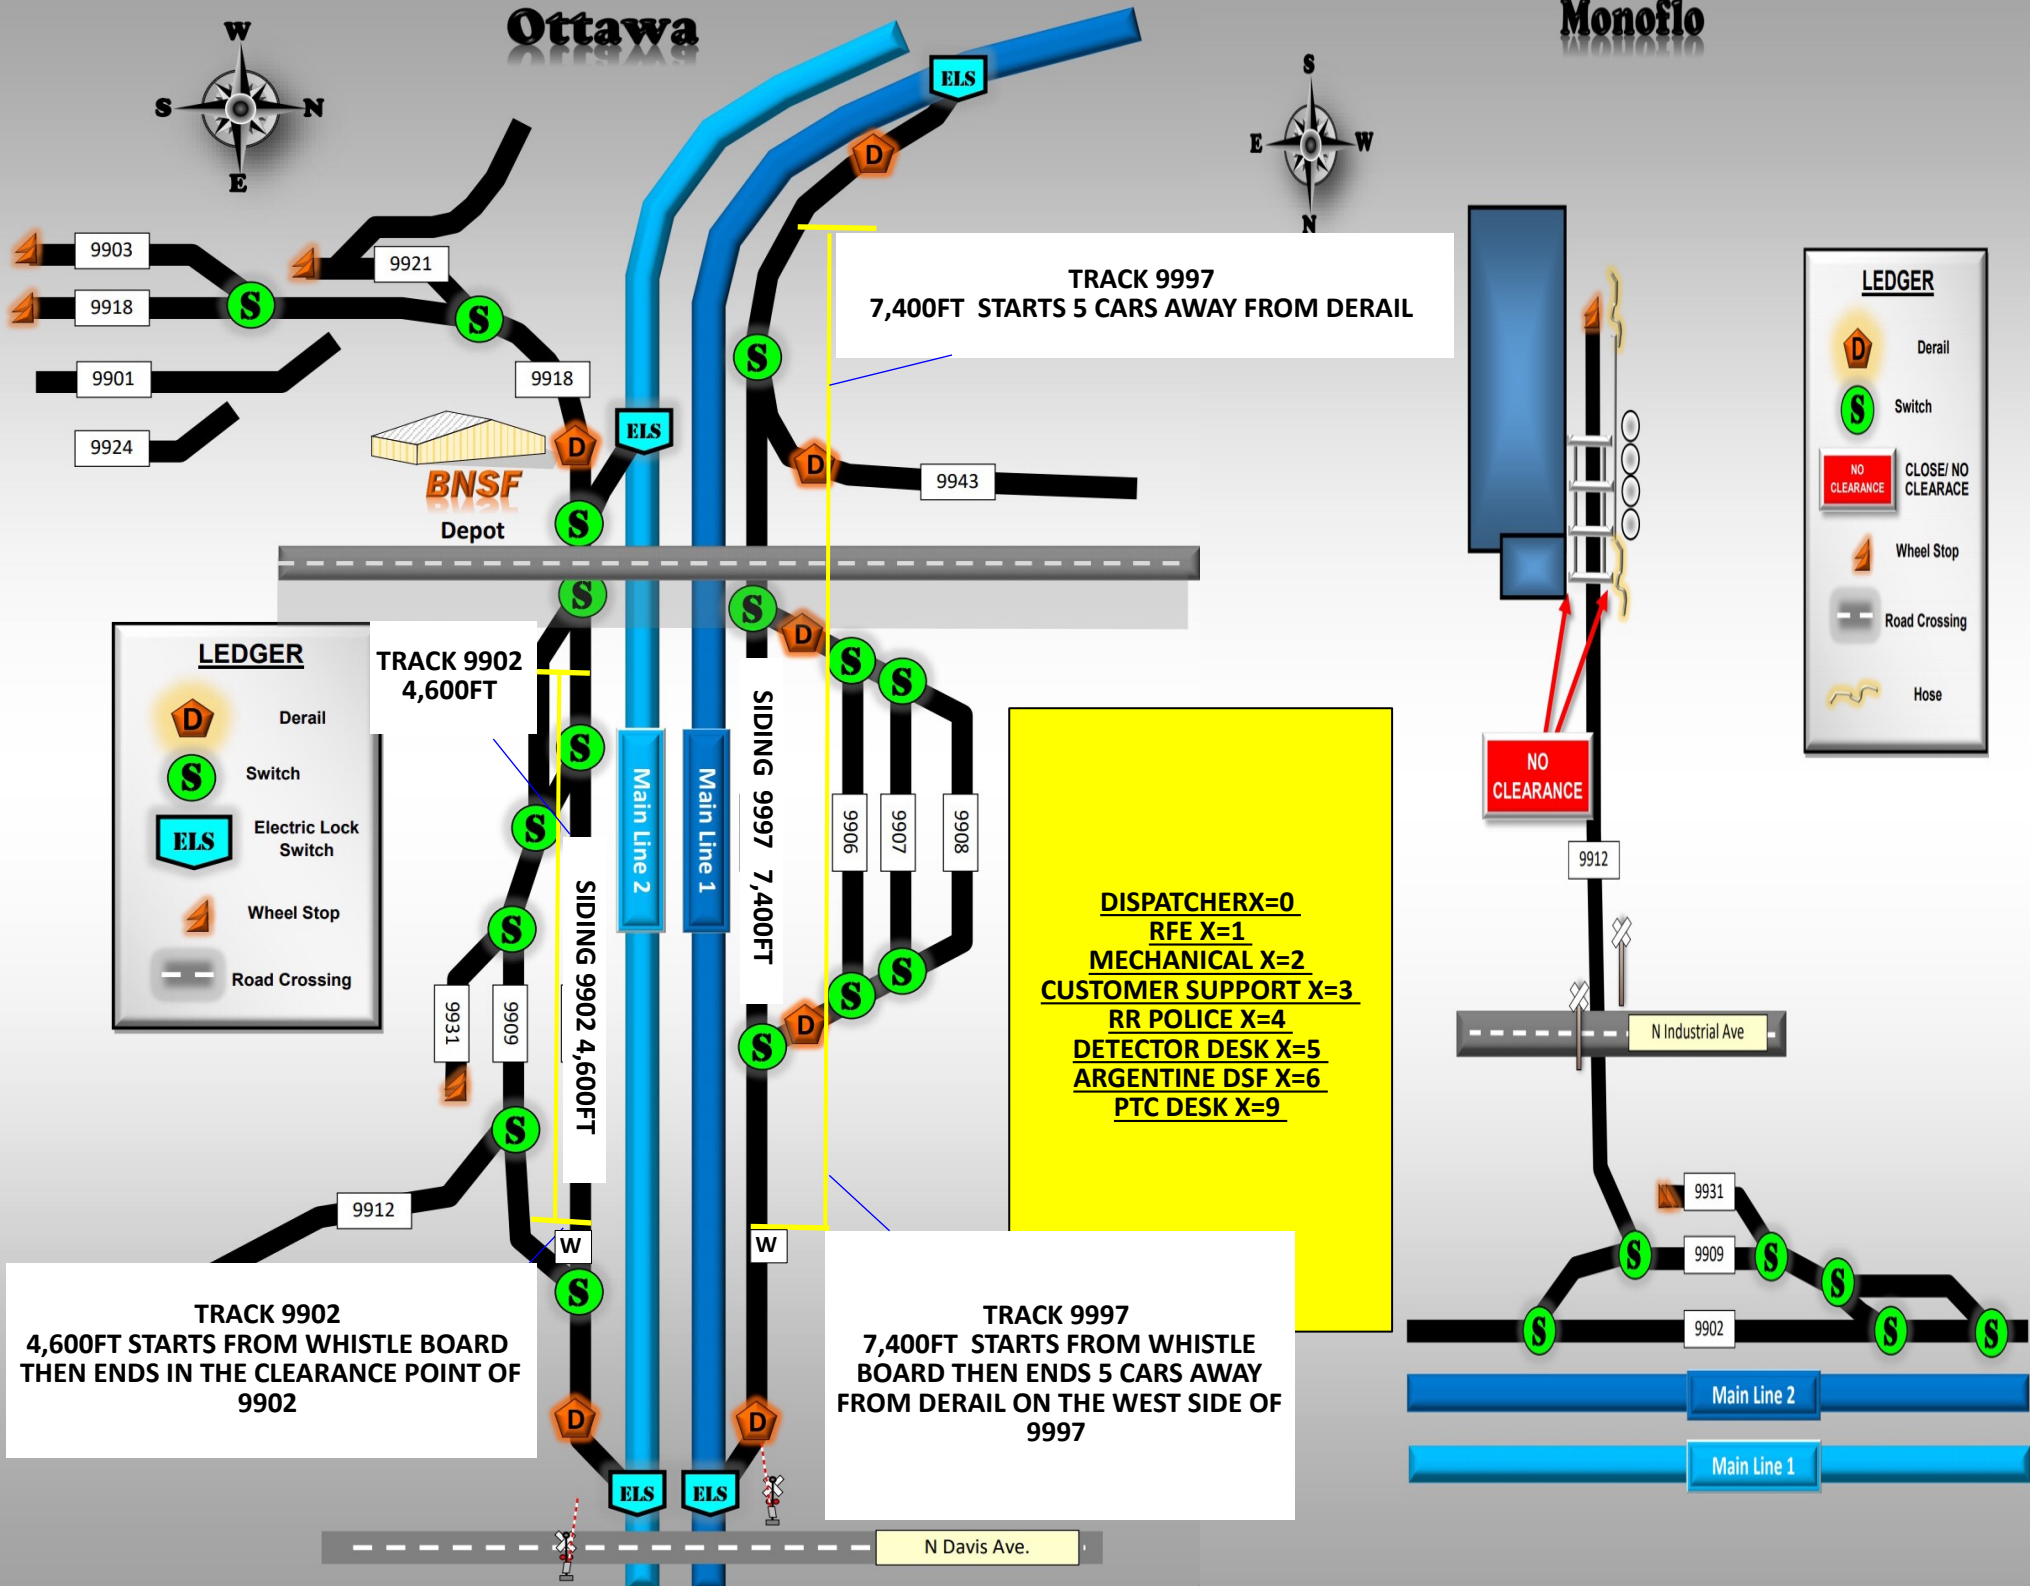 Ottawa
Monoflo
W
S
N
E
S
E
W
N
ELS
D
9903
9921
S
9918
S
9901
9918
9924
BNSF
Depot
D
ELS
S
S
TRACK 9997
7,400FT  STARTS 5 CARS AWAY FROM DERAIL
S
D
9943
LEDGER
D
Derail
S
Switch
ELS
Electric Lock
Switch
Wheel Stop
Road Crossing
TRACK 9902
4,600FT
S
D
S
S
S
S
S
9931
9909
SIDING 9902 4,600FT
Main Line 2
Main Line 1
SIDING 9997  7,400FT
9906
9907
9908
S
S
D
S
S
9912
W
W
S
TRACK 9902
4,600FT STARTS FROM WHISTLE BOARD
THEN ENDS IN THE CLEARANCE POINT OF
9902
TRACK 9997
7,400FT  STARTS FROM WHISTLE
BOARD THEN ENDS 5 CARS AWAY
FROM DERAIL ON THE WEST SIDE OF
9997
D
D
ELS
ELS
N Davis Ave.
DISPATCHERX=0
RFE X=1
MECHANICAL X=2
CUSTOMER SUPPORT X=3
RR POLICE X=4
DETECTOR DESK X=5
ARGENTINE DSF X=6
PTC DESK X=9
LEDGER
D
Derail
S
Switch
NO
CLEARANCE
CLOSE/ NO
CLEARACE
Wheel Stop
Road Crossing
Hose
NO
CLEARANCE
9912
N Industrial Ave
9931
S
9909
S
S
S
9902
S
S
Main Line 2
Main Line 1